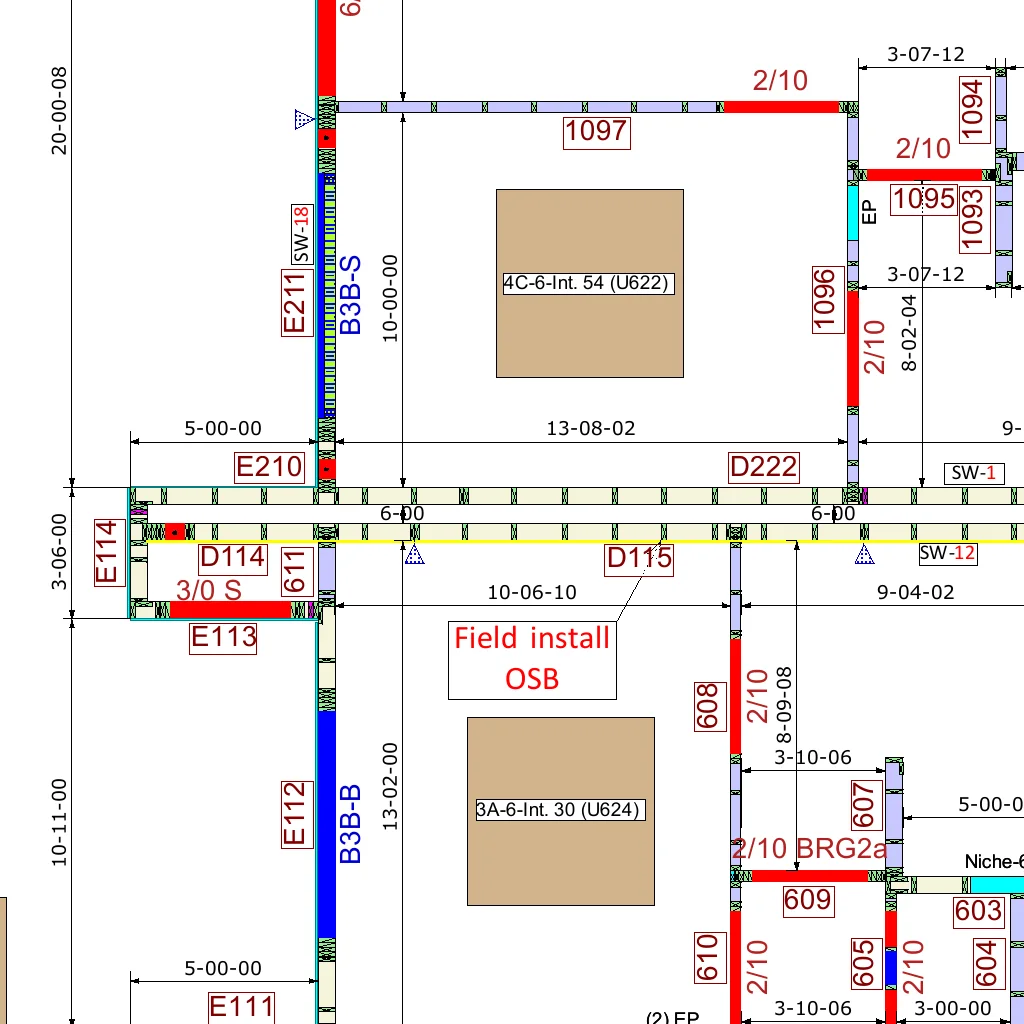 6/
3-07-12
20-00-08
2/10
1094
1097
2/10
1095
1093
EP
SW-18
E211
B3B-S
10-00-00
4C-6-Int. 54 (U622)
1096
3-07-12
2/10
8-02-04
5-00-00
13-08-02
9-
E210
D222
SW-1
6-00
6-00
3-06-00
E114
D114
611
D115
SW-12
3/0 S
10-06-10
9-04-02
E113
Field install
OSB
608
2/10
8-09-08
3-10-06
10-11-00
E112
B3B-B
13-02-00
3A-6-Int. 30 (U624)
607
5-00-0
2/10 BRG2a
Niche-6
609
603
610
2/10
605
2/10
604
5-00-00
E111
3-10-06
3-00-00
(2) EP